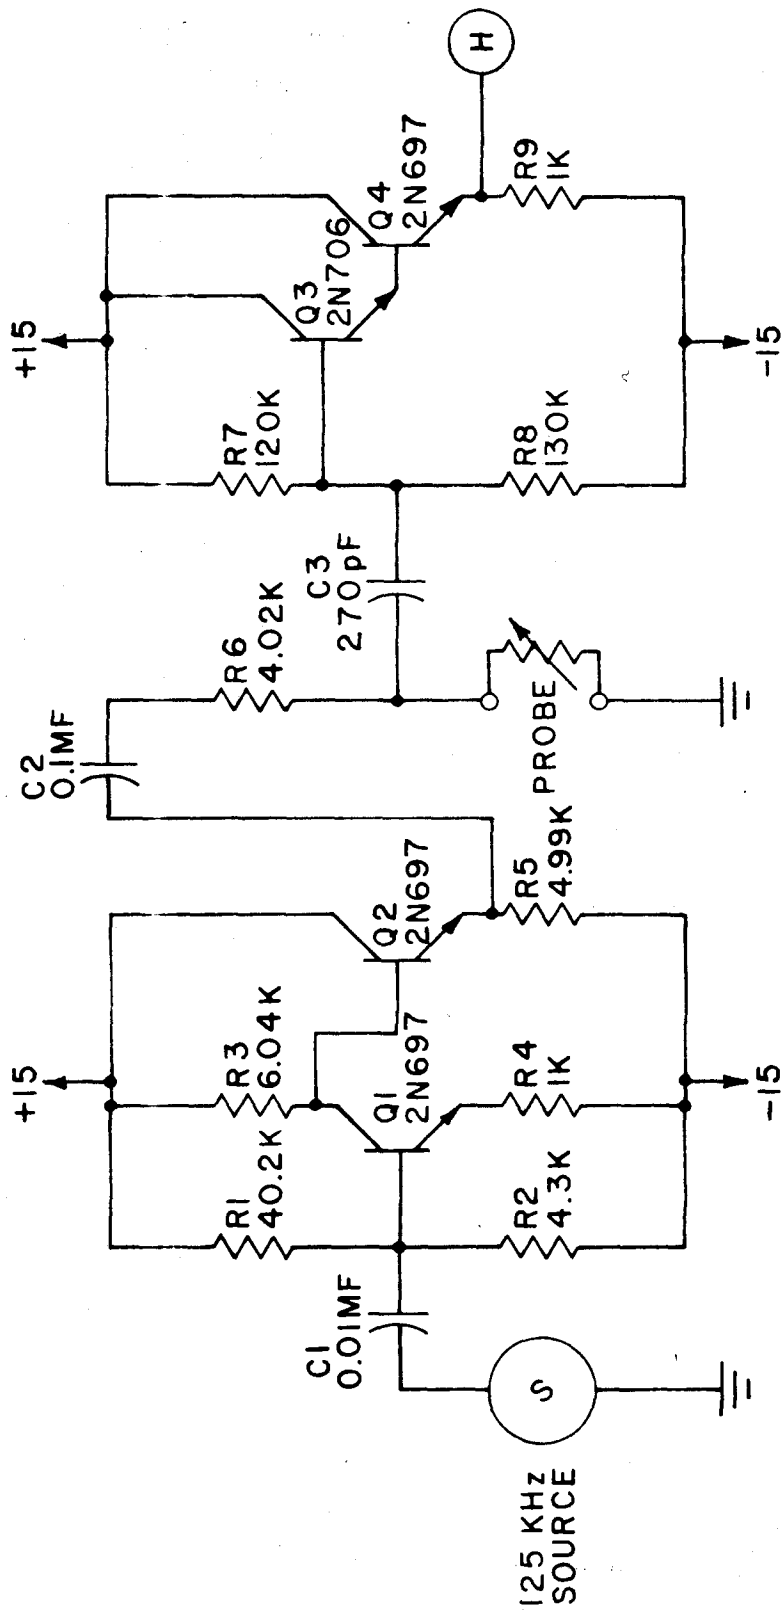 125 KHz
SOURCE
S
C1
0.01MF
R1
40.2K
R2
4.3K
+15
R3
6.04K
Q1
2N697
R4
1K
-15
Q2
2N697
R5
4.99K
C2
0.1MF
R6
4.02K
PROBE
C3
270pF
R7
120K
R8
130K
+15
Q3
2N706
-15
Q4
2N697
R9
1K
H